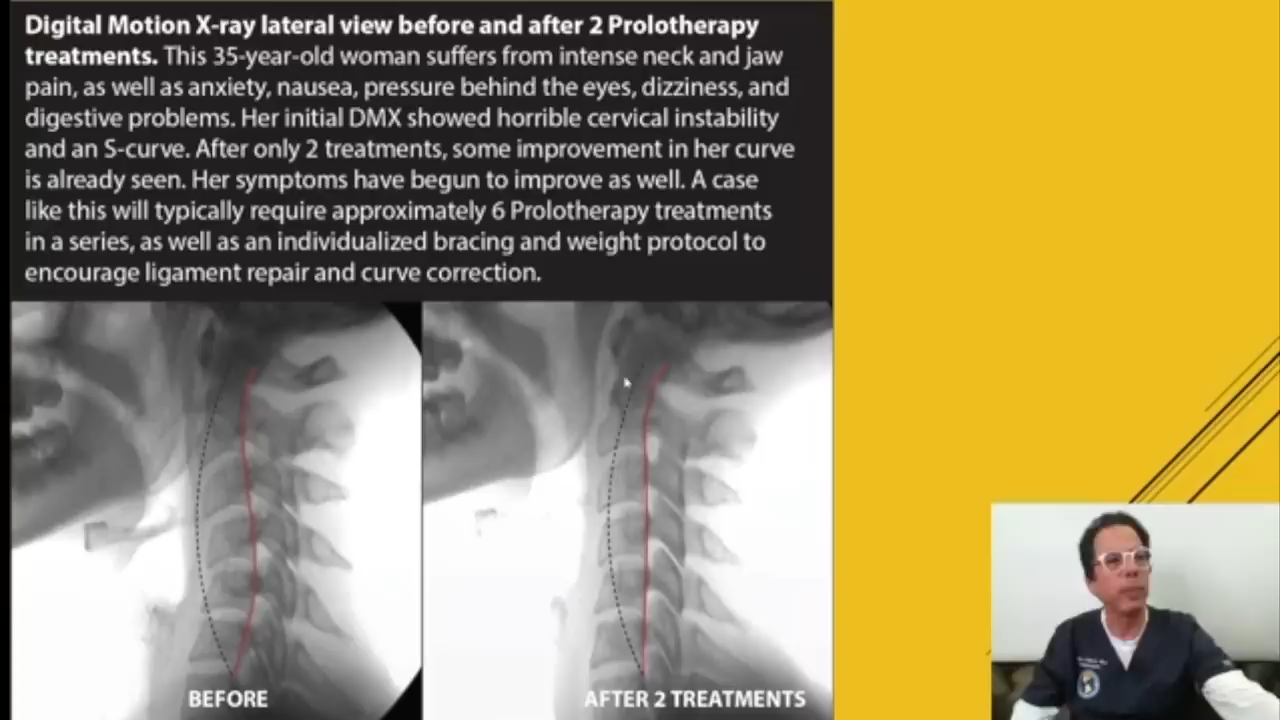 Digital Motion X-ray lateral view before and after 2 Prolotherapy
treatments. This 35-year-old woman suffers from intense neck and jaw
pain, as well as anxiety, nausea, pressure behind the eyes, dizziness, and
digestive problems. Her initial DMX showed horrible cervical instability
and an S-curve. After only 2 treatments, some improvement in her curve
is already seen. Her symptoms have begun to improve as well. A case
like this will typically require approximately 6 Prolotherapy treatments
in a series, as well as an individualized bracing and weight protocol to
encourage ligament repair and curve correction.
BEFORE
AFTER 2 TREATMENTS